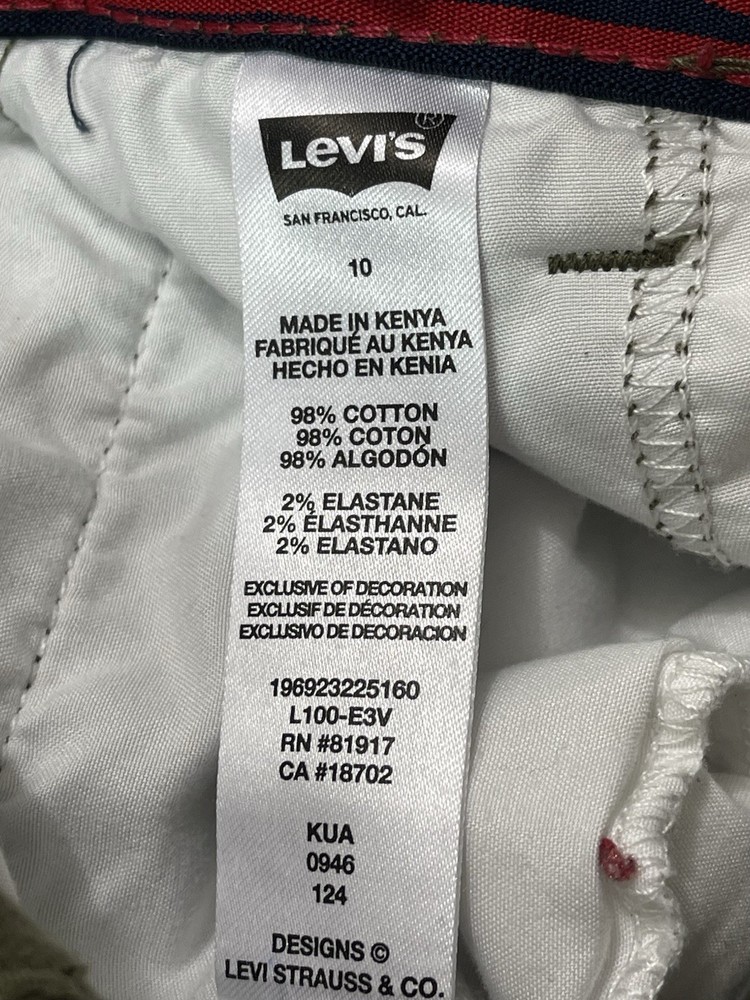 LEVI'S®
SAN FRANCISCO, CAL.
10
MADE IN KENYA
FABRIQUÉ AU KENYA
HECHO EN KENIA
98% COTTON
98% COTON
98% ALGODÓN
2% ELASTANE
2% ÉLASTHANNE
2% ELASTANO
EXCLUSIVE OF DECORATION
EXCLUSIF DE DÉCORATION
EXCLUSIVO DE DECORACION
196923225160
L100-E3V
RN #81917
CA #18702
KUA
0946
124
DESIGNS ©
LEVI STRAUSS & CO.